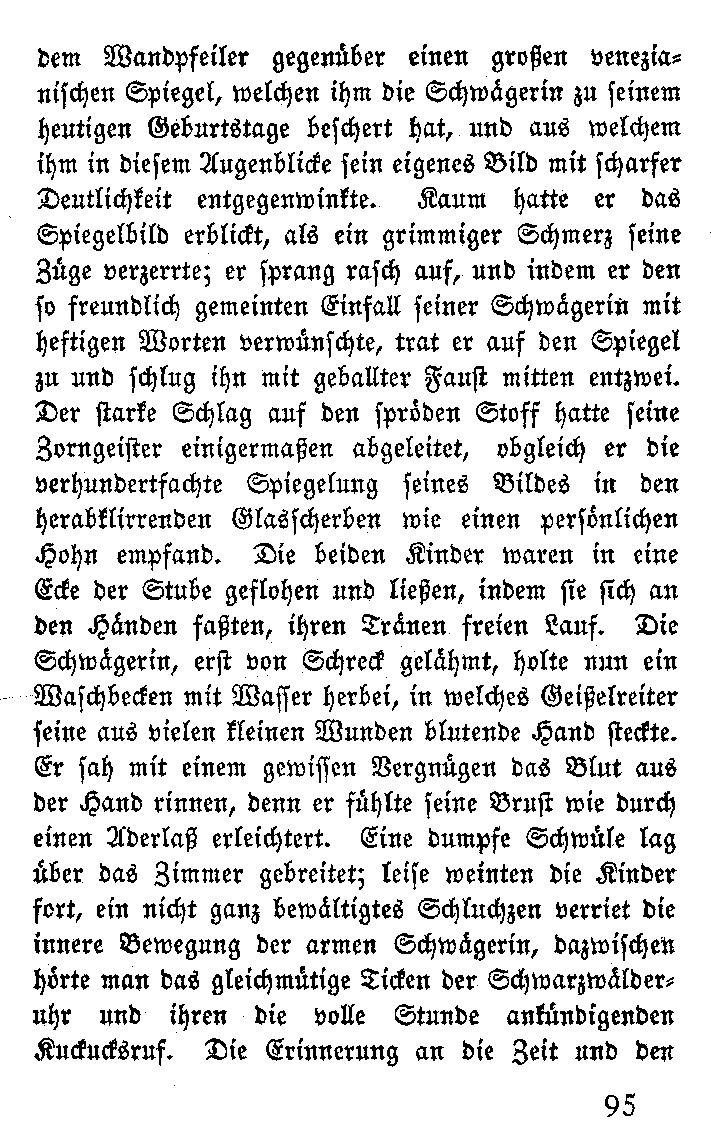 dem Wandpfeiler gegenüber einen großen venezia-
nischen Spiegel, welchen ihm die Schwägerin zu seinem
heutigen Geburtstage beschert hat, und aus welchem
ihm in diesem Augenblicke sein eigenes Bild mit scharfer
Deutlichkeit entgegenwinkte. Kaum hatte er das
Spiegelbild erblickt, als ein grimmiger Schmerz seine
Züge verzerrte; er sprang rasch auf, und indem er den
so freundlich gemeinten Einfall seiner Schwägerin mit
heftigen Worten verwünschte, trat er auf den Spiegel
zu und schlug ihn mit geballter Faust mitten entzwei.
Der starke Schlag auf den spröden Stoff hatte seine
Zorngeister einigermaßen abgeleitet, obgleich er die
verhundertfachte Spiegelung seines Bildes in den
herabklirrenden Glasscherben wie einen persönlichen
Hohn empfand. Die beiden Kinder waren in eine
Ecke der Stube geflohen und ließen, indem sie sich an
den Händen faßten, ihren Tränen freien Lauf. Die
Schwägerin, erst von Schreck gelähmt, holte nun ein
Waschbecken mit Wasser herbei, in welches Geißelreiter
seine aus vielen kleinen Wunden blutende Hand steckte.
Er sah mit einem gewissen Vergnügen das Blut aus
der Hand rinnen, denn er fühlte seine Brust wie durch
einen Aderlaß erleichtert. Eine dumpfe Schwüle lag
über das Zimmer gebreitet; leise weinten die Kinder
fort, ein nicht ganz bewältigtes Schluchzen verriet die
innere Bewegung der armen Schwägerin, dazwischen
hörte man das gleichmütige Ticken der Schwarzwälder-
uhr und ihren die volle Stunde ankündigenden
Kuckucksruf. Die Erinnerung an die Zeit und den
95